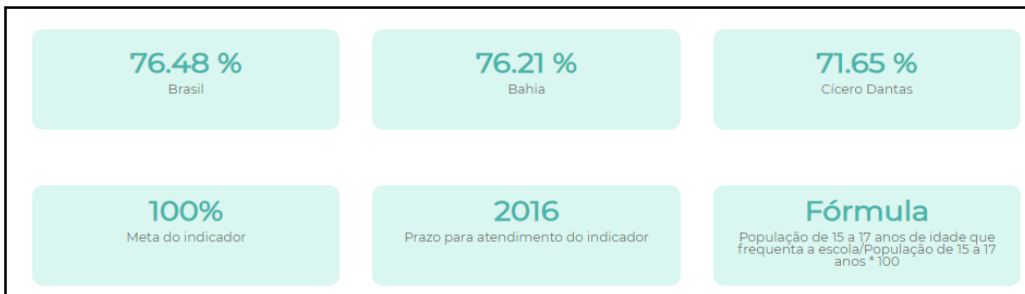 76.48 %
Brasil
76.21 %
Bahia
71.65 %
Cícero Dantas
100%
Meta do indicador
2016
Prazo para atendimento do indicador
Fórmula
População de 15 a 17 anos de idade que
frequenta a escola/População de 15 a 17
anos * 100